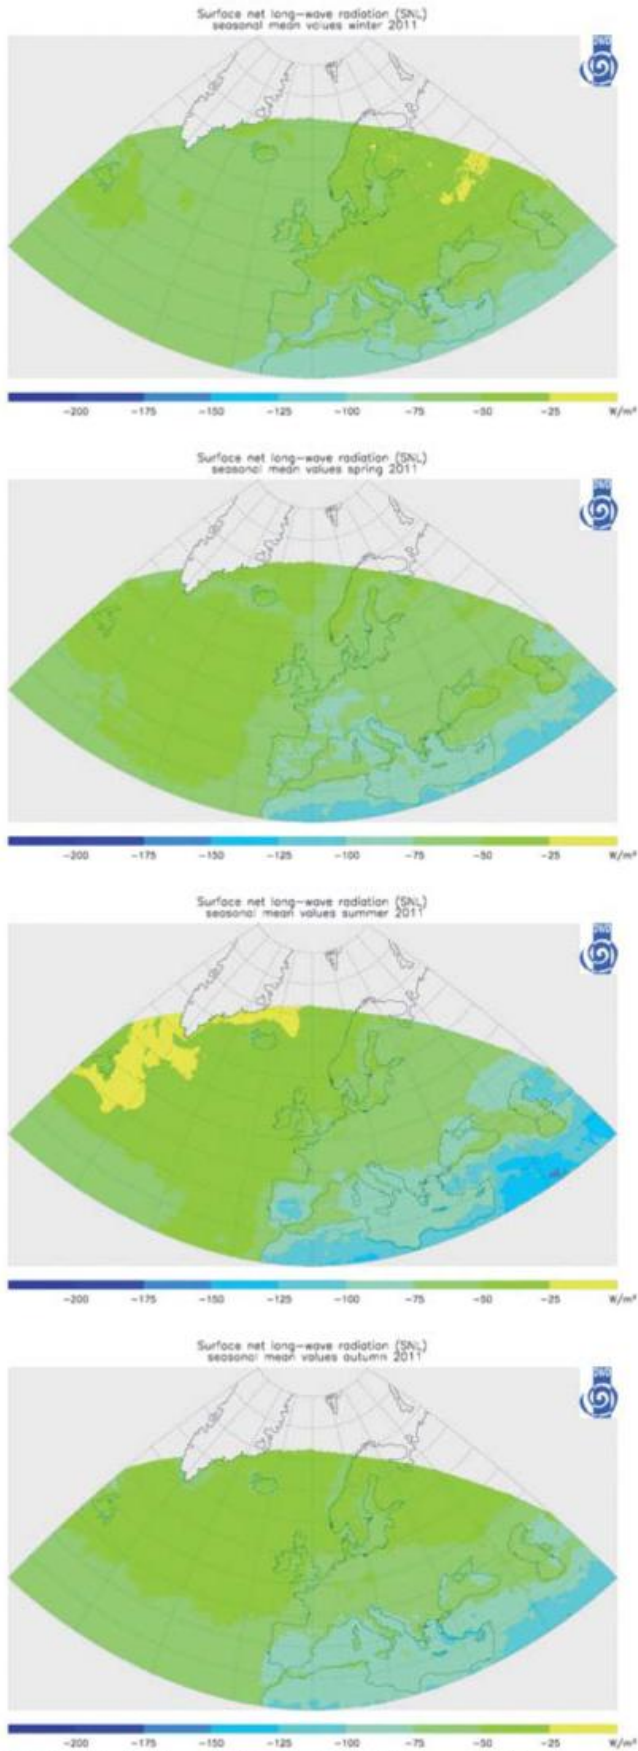 Surface net long-wave radiation (SNL)
seasonal mean values winter 2011
DWD
-200 -175 -150 -125 -100 -75 -50 -25 W/m²
Surface net long-wave radiation (SNL)
seasonal mean values spring 2011
DWD
-200 -175 -150 -125 -100 -75 -50 -25 W/m²
Surface net long-wave radiation (SNL)
seasonal mean values summer 2011
DWD
-200 -175 -150 -125 -100 -75 -50 -25 W/m²
Surface net long-wave radiation (SNL)
seasonal mean values autumn 2011
DWD
-200 -175 -150 -125 -100 -75 -50 -25 W/m²